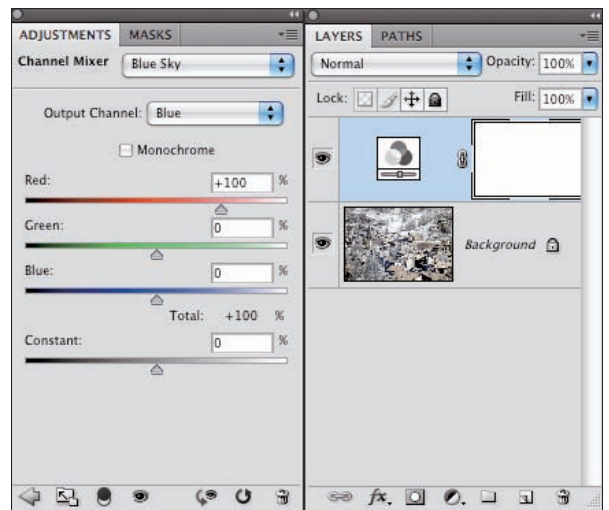 ADJUSTMENTS MASKS
Channel Mixer Blue Sky
Output Channel: Blue
Monochrome
Red: +100 %
Green: 0 %
Blue: 0 %
Total: +100 %
Constant: 0 %
LAYERS PATHS
Normal Opacity: 100%
Lock: Fill: 100%
Background
fx.